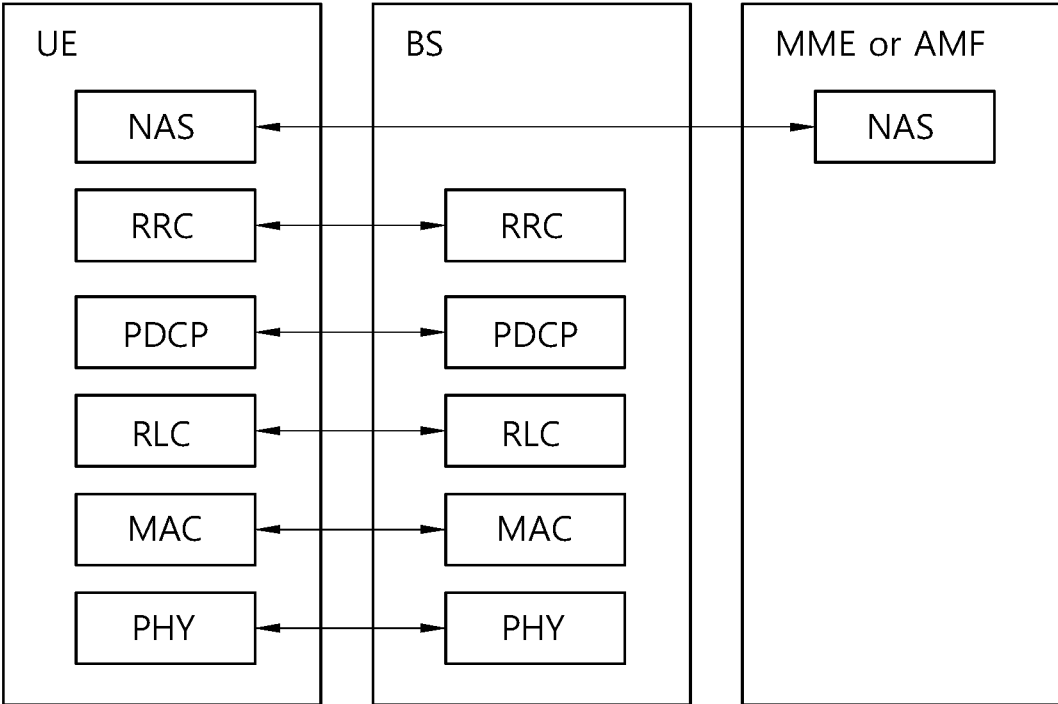 UE BS MME or AMF
NAS NAS
RRC RRC
PDCP PDCP
RLC RLC
MAC MAC
PHY PHY